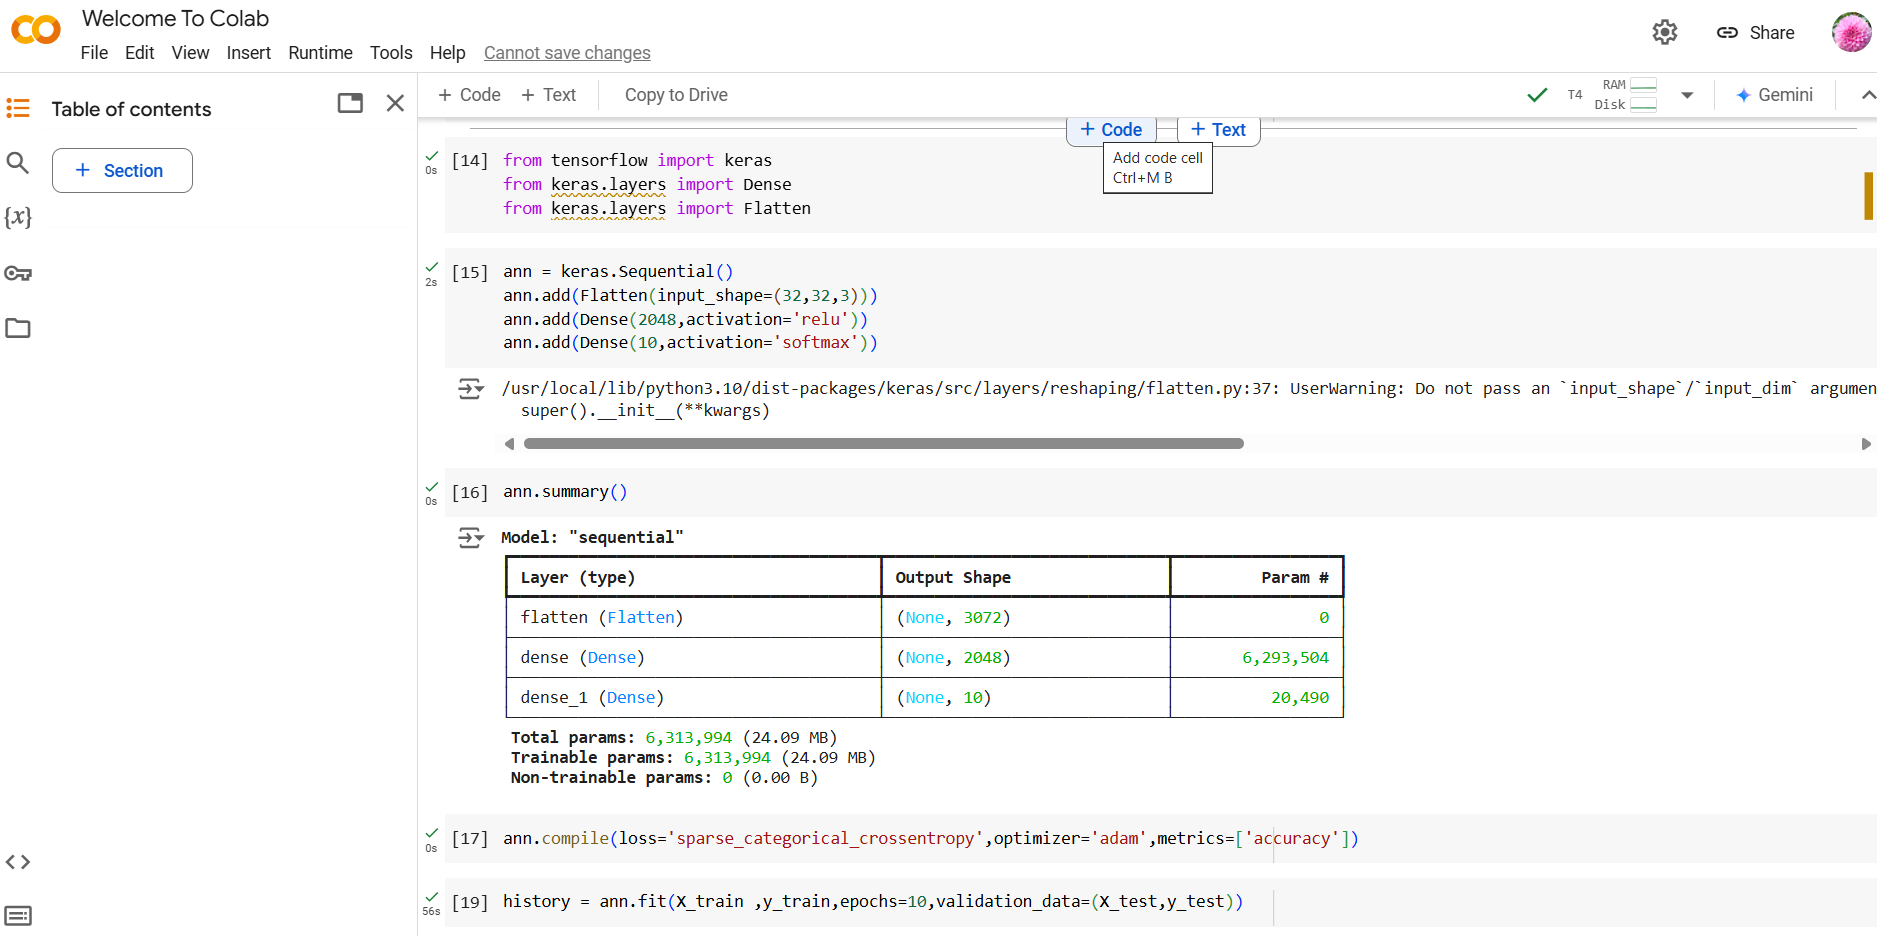 Welcome To Colab
File Edit View Insert Runtime Tools Help Cannot save changes
Share
Table of contents
+ Section
{x}
+ Code + Text Copy to Drive
T4 RAM Disk Gemini
+ Code + Text
Add code cell
Ctrl+M B
0s [14] from tensorflow import keras
from keras.layers import Dense
from keras.layers import Flatten
2s [15] ann = keras.Sequential()
ann.add(Flatten(input_shape=(32,32,3)))
ann.add(Dense(2048,activation='relu'))
ann.add(Dense(10,activation='softmax'))
/usr/local/lib/python3.10/dist-packages/keras/src/layers/reshaping/flatten.py:37: UserWarning: Do not pass an `input_shape`/`input_dim` argumen
super().__init__(**kwargs)
0s [16] ann.summary()
Model: "sequential"
Layer (type) Output Shape Param #
flatten (Flatten) (None, 3072) 0
dense (Dense) (None, 2048) 6,293,504
dense_1 (Dense) (None, 10) 20,490
Total params: 6,313,994 (24.09 MB)
Trainable params: 6,313,994 (24.09 MB)
Non-trainable params: 0 (0.00 B)
0s [17] ann.compile(loss='sparse_categorical_crossentropy',optimizer='adam',metrics=['accuracy'])
56s [19] history = ann.fit(X_train ,y_train,epochs=10,validation_data=(X_test,y_test))